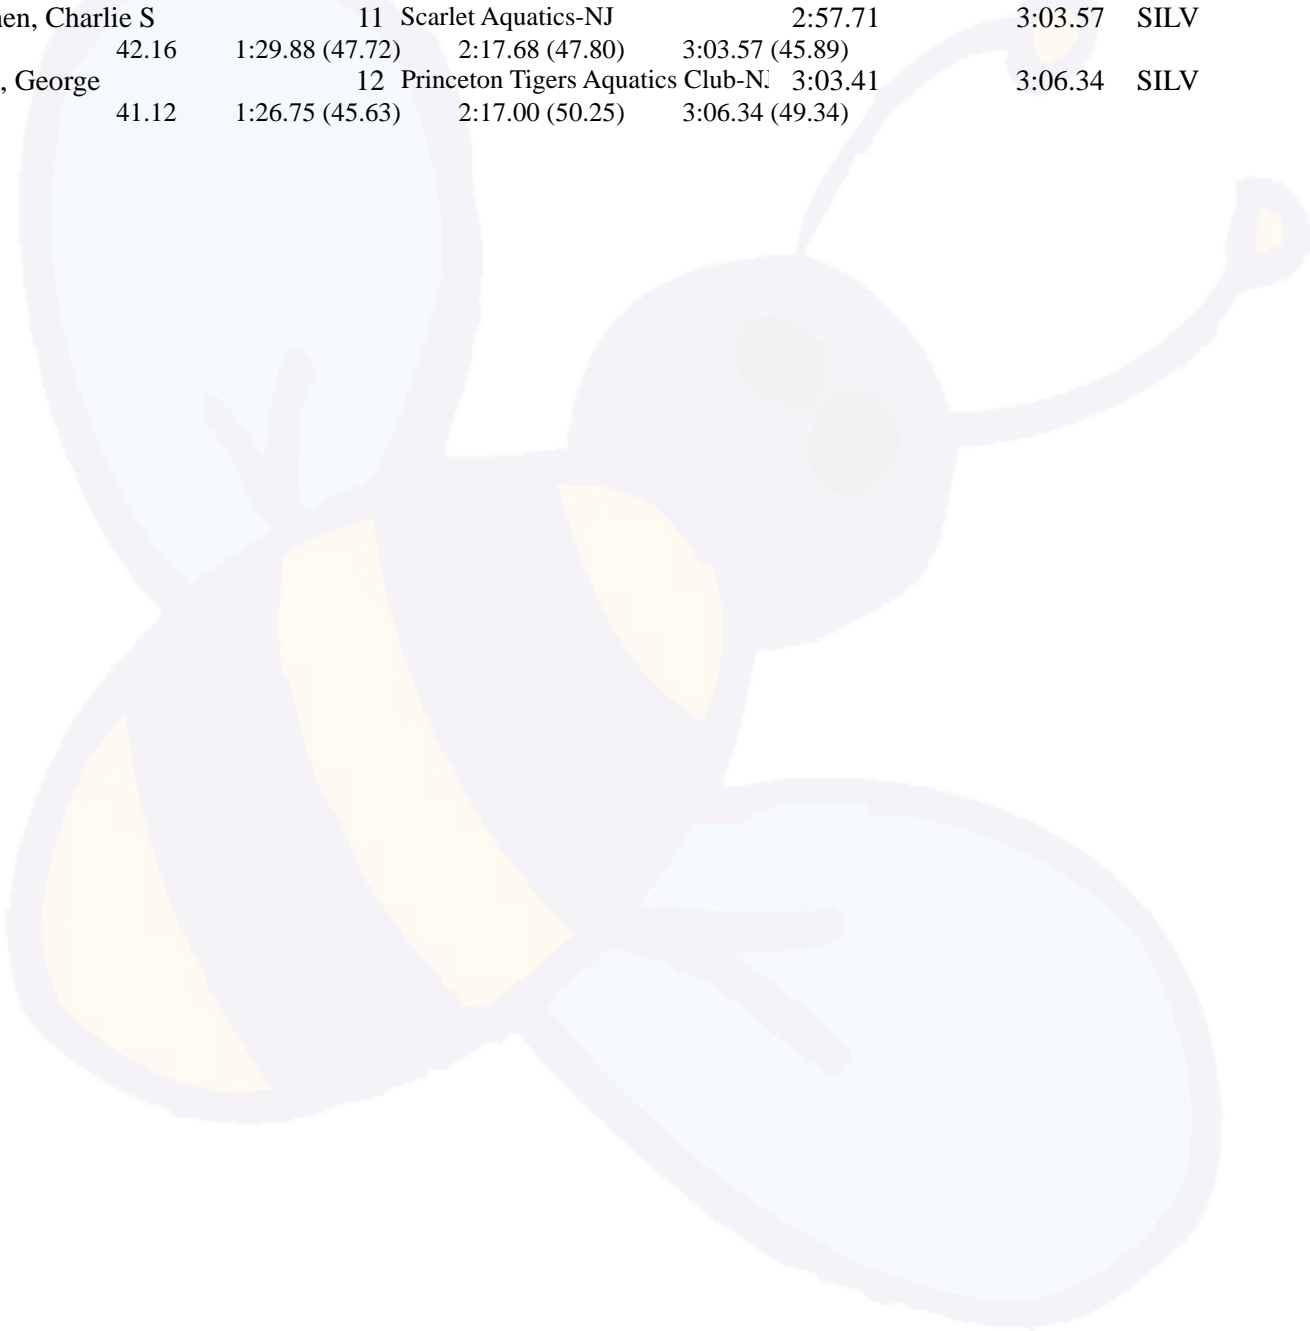 nen, Charlie S 11 Scarlet Aquatics-NJ 2:57.71 3:03.57 SILV
42.16 1:29.88 (47.72) 2:17.68 (47.80) 3:03.57 (45.89)
, George 12 Princeton Tigers Aquatics Club-NJ 3:03.41 3:06.34 SILV
41.12 1:26.75 (45.63) 2:17.00 (50.25) 3:06.34 (49.34)